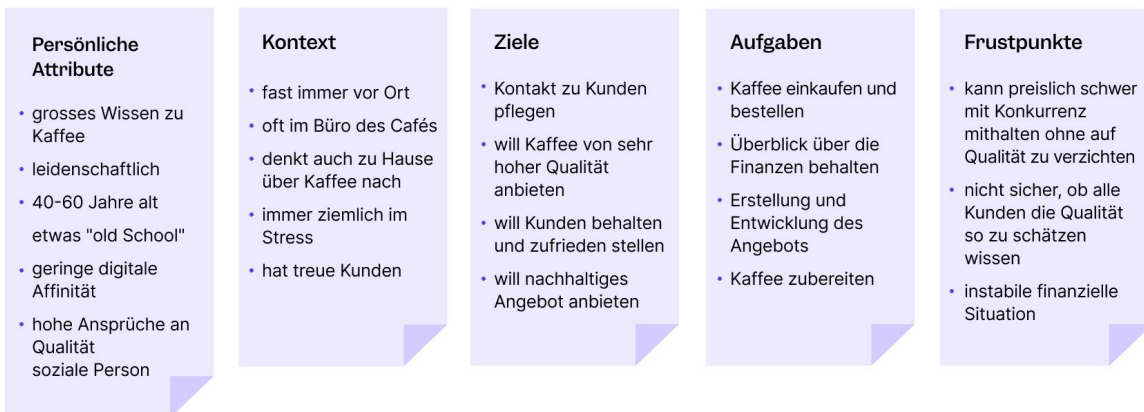 Persönliche
Attribute
• grosses Wissen zu
Kaffee
• leidenschaftlich
• 40-60 Jahre alt
etwas "old School"
• geringe digitale
Affinität
• hohe Ansprüche an
Qualität
soziale Person
Kontext
• fast immer vor Ort
• oft im Büro des Cafés
• denkt auch zu Hause
über Kaffee nach
• immer ziemlich im
Stress
• hat treue Kunden
Ziele
• Kontakt zu Kunden
pflegen
• will Kaffee von sehr
hoher Qualität
anbieten
• will Kunden behalten
und zufrieden stellen
• will nachhaltiges
Angebot anbieten
Aufgaben
• Kaffee einkaufen und
bestellen
• Überblick über die
Finanzen behalten
• Erstellung und
Entwicklung des
Angebots
• Kaffee zubereiten
Frustpunkte
• kann preislich schwer
mit Konkurrenz
mithalten ohne auf
Qualität zu verzichten
• nicht sicher, ob alle
Kunden die Qualität
so zu schätzen
wissen
• instabile finanzielle
Situation